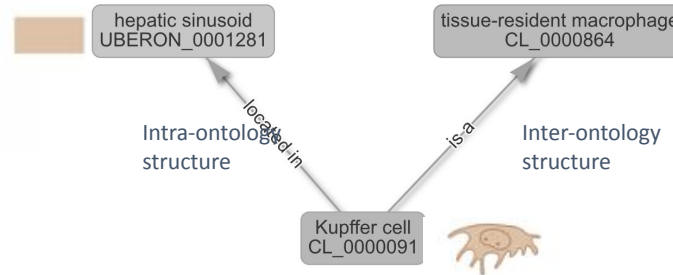 hepatic sinusoid
UBERON_0001281
tissue-resident macrophage
CL_0000864
located in
is a
Intra-ontology
structure
Inter-ontology
structure
Kupffer cell
CL_0000091